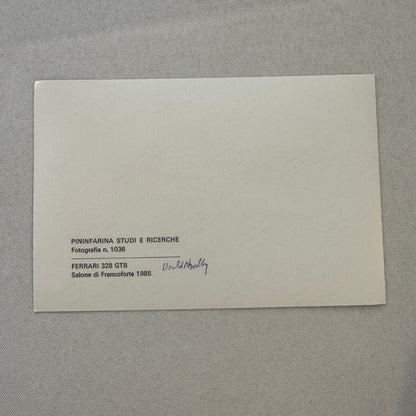 PININFARINA STUDI E RICERCHE
Fotografia n. 1036
FERRARI 328 GTB
Salone di Francoforte 1985